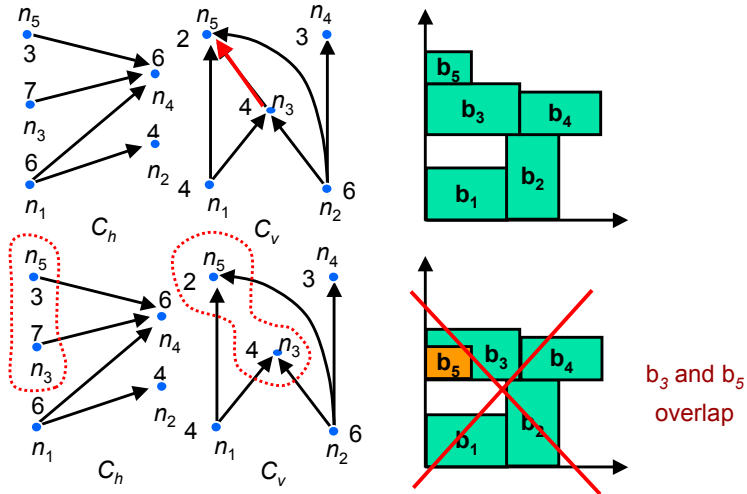 n5 n5 n4
3 6 2 3
7 n4 4 n3
n3 4
6 n2 4 6
n1 n1 n2
Ch Cv
b5
b3 b4
b1 b2
n5 n5 n4
3 6 2 3
7 n4 4 n3
n3 4
6 n2 4 6
n1 n1 n2
Ch Cv
b3
b5 b4
b1 b2
b3 and b5
overlap